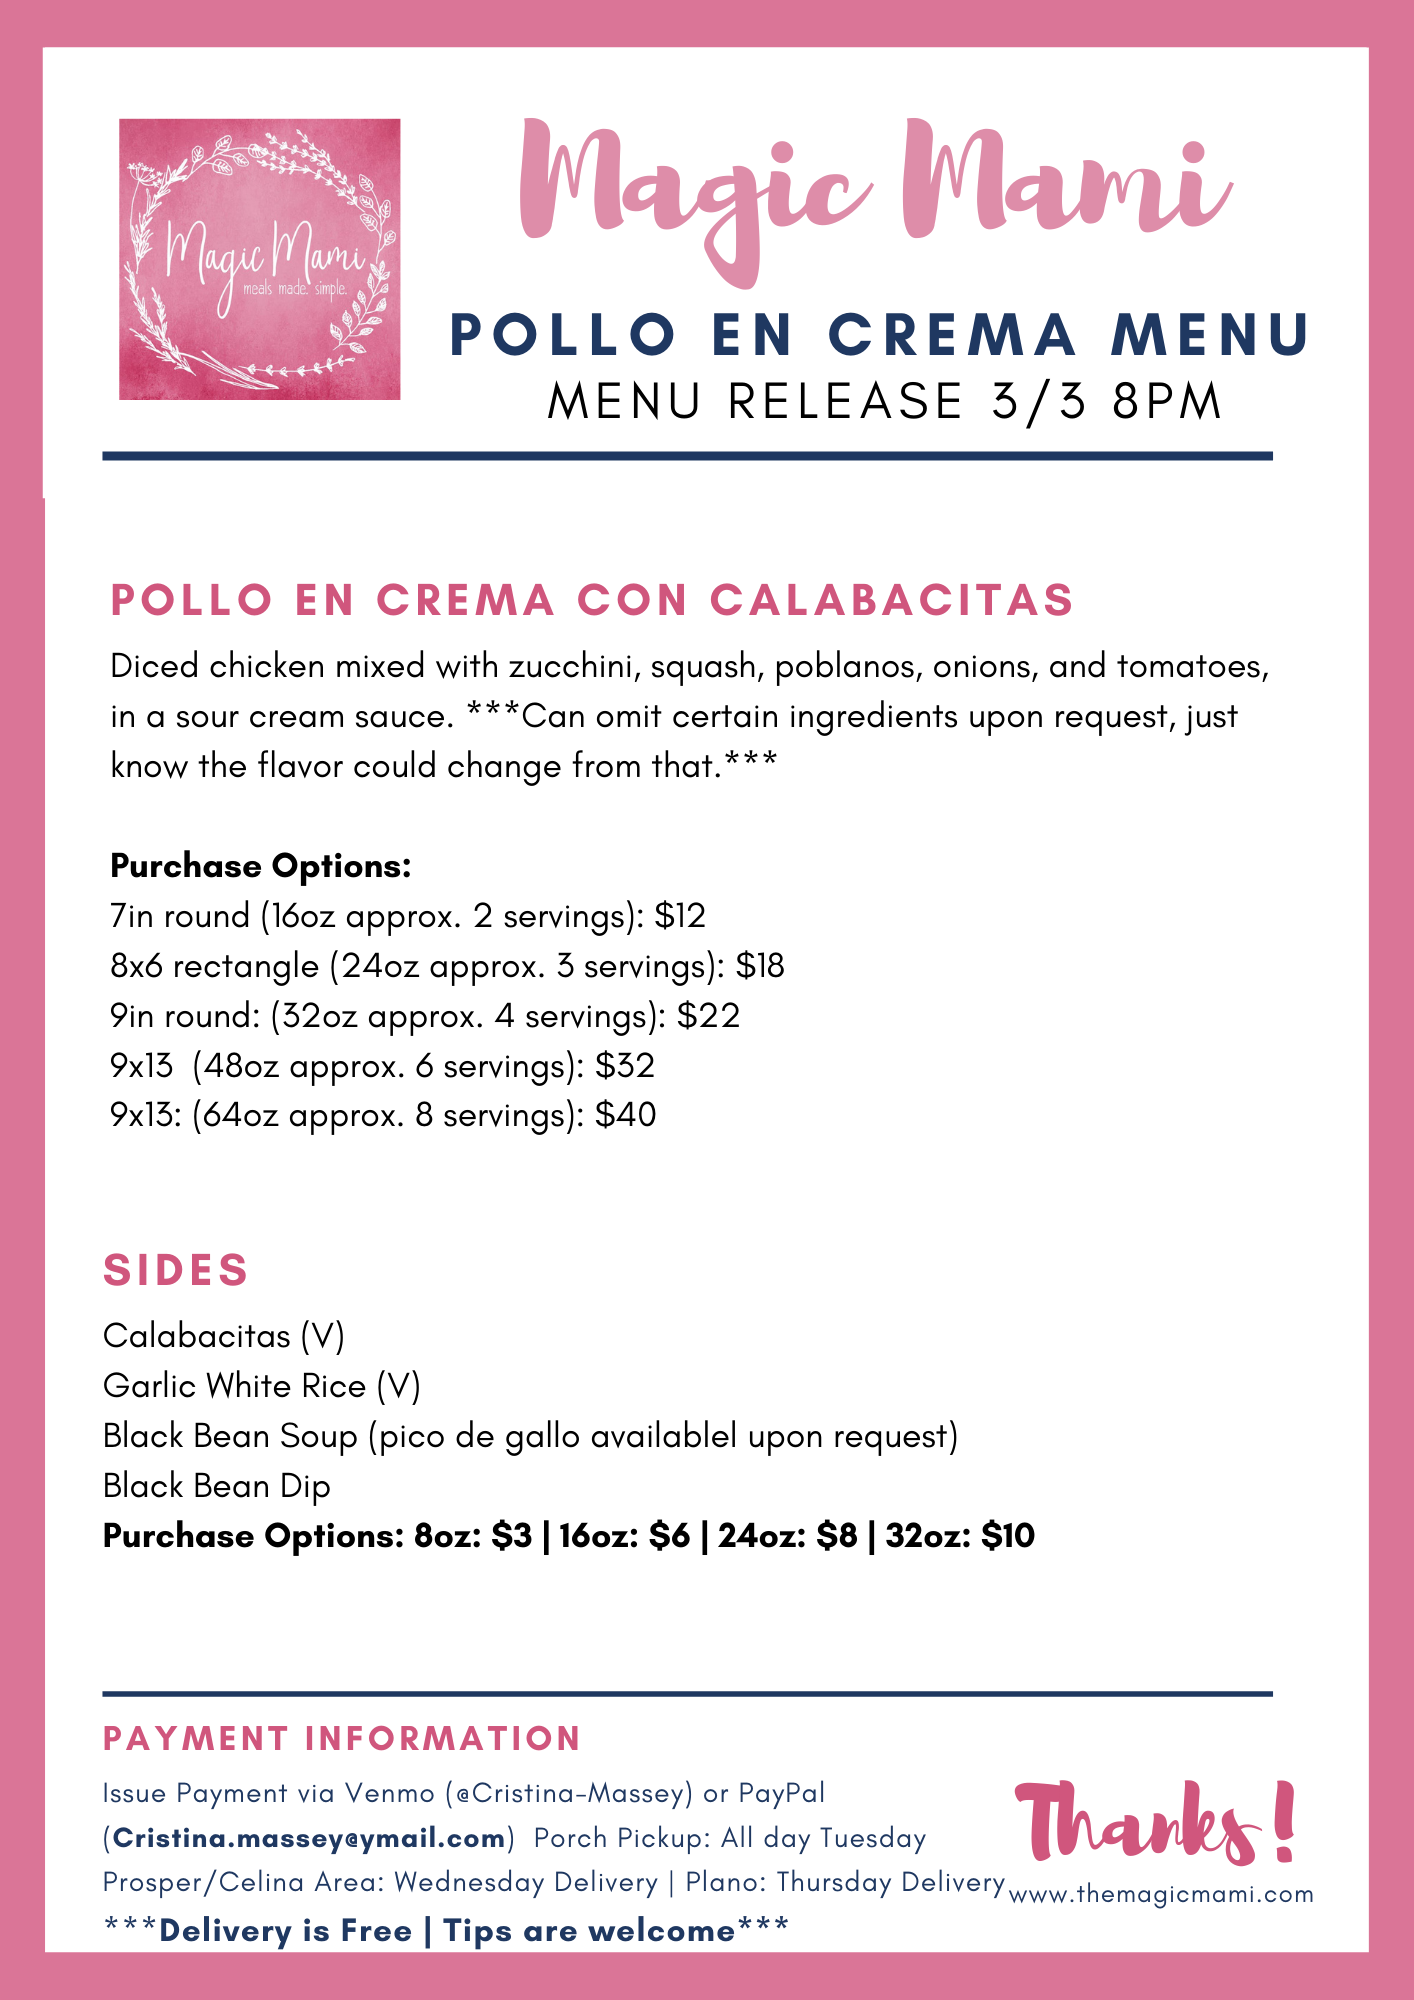 Magic Mami
meals made. simple.
Magic Mami
POLLO EN CREMA MENU
MENU RELEASE 3/3 8PM
POLLO EN CREMA CON CALABACITAS
Diced chicken mixed with zucchini, squash, poblanos, onions, and tomatoes,
in a sour cream sauce. ***Can omit certain ingredients upon request, just
know the flavor could change from that.***
Purchase Options:
7in round (16oz approx. 2 servings): $12
8x6 rectangle (24oz approx. 3 servings): $18
9in round: (32oz approx. 4 servings): $22
9x13  (48oz approx. 6 servings): $32
9x13: (64oz approx. 8 servings): $40
SIDES
Calabacitas (V)
Garlic White Rice (V)
Black Bean Soup (pico de gallo availablel upon request)
Black Bean Dip
Purchase Options: 8oz: $3 | 16oz: $6 | 24oz: $8 | 32oz: $10
PAYMENT INFORMATION
Issue Payment via Venmo (@Cristina-Massey) or PayPal
(Cristina.massey@ymail.com)  Porch Pickup: All day Tuesday
Prosper/Celina Area: Wednesday Delivery | Plano: Thursday Delivery
***Delivery is Free | Tips are welcome***
Thanks!
www.themagicmami.com